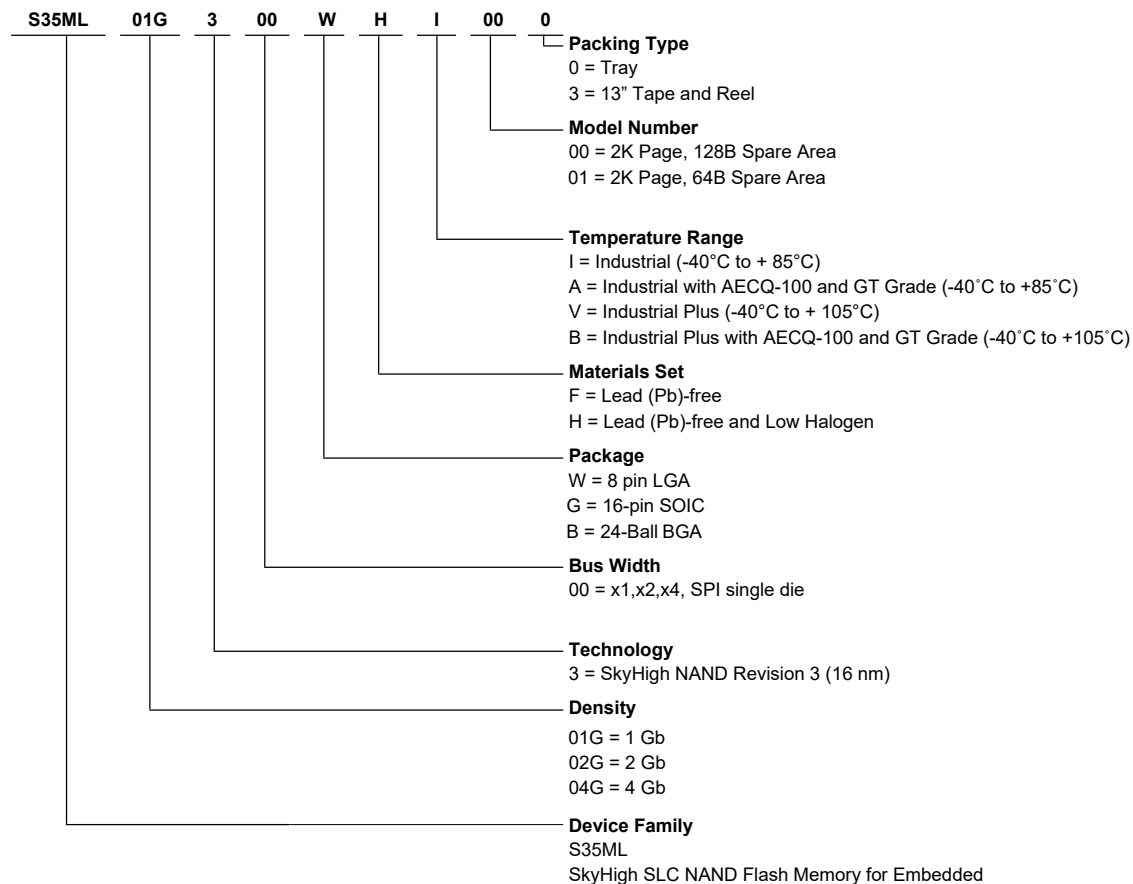 S35ML 01G 3 00 W H I 00 0
Packing Type
0 = Tray
3 = 13” Tape and Reel
Model Number
00 = 2K Page, 128B Spare Area
01 = 2K Page, 64B Spare Area
Temperature Range
I = Industrial (-40°C to + 85°C)
A = Industrial with AECQ-100 and GT Grade (-40˚C to +85˚C)
V = Industrial Plus (-40°C to + 105°C)
B = Industrial Plus with AECQ-100 and GT Grade (-40˚C to +105˚C)
Materials Set
F = Lead (Pb)-free
H = Lead (Pb)-free and Low Halogen
Package
W = 8 pin LGA
G = 16-pin SOIC
B = 24-Ball BGA
Bus Width
00 = x1,x2,x4, SPI single die
Technology
3 = SkyHigh NAND Revision 3 (16 nm)
Density
01G = 1 Gb
02G = 2 Gb
04G = 4 Gb
Device Family
S35ML
SkyHigh SLC NAND Flash Memory for Embedded